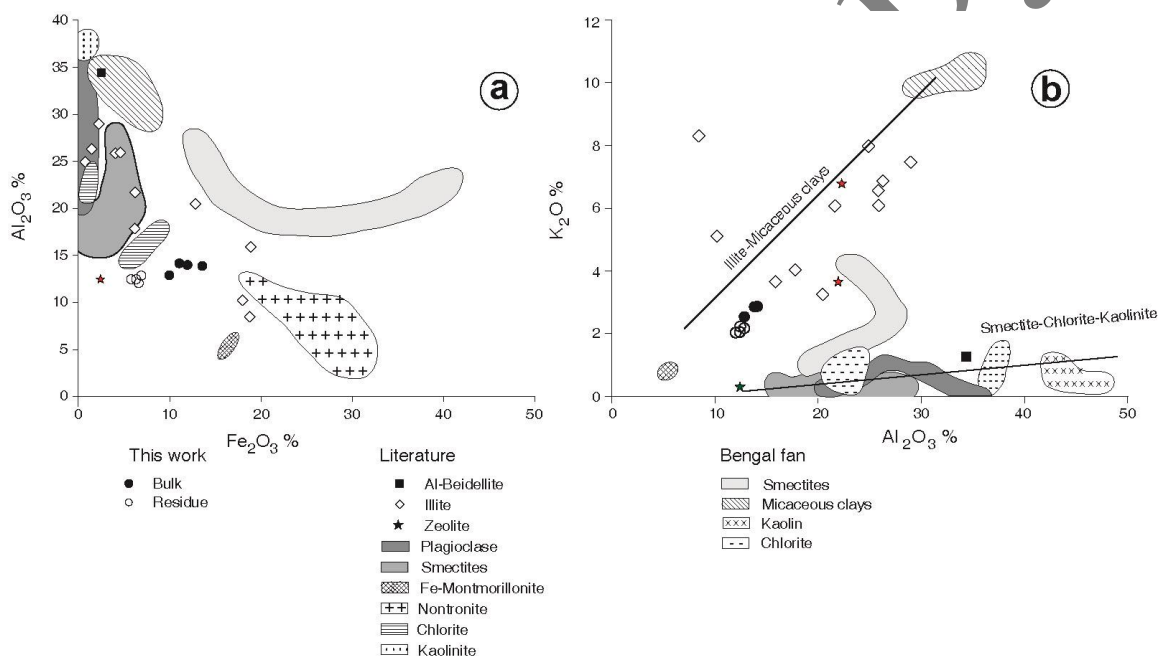 40
35
30
25
20
15
10
5
0
Al2O3 %
0 10 20 30 40 50
Fe2O3 %
a
12
10
8
6
4
2
0
K2O %
0 10 20 30 40 50
Al2O3 %
b
Illite-Micaceous clays
Smectite-Chlorite-Kaolinite
This work
Bulk
Residue
Literature
Al-Beidellite
Illite
Zeolite
Plagioclase
Smectites
Fe-Montmorillonite
Nontronite
Chlorite
Kaolinite
Bengal fan
Smectites
Micaceous clays
Kaolin
Chlorite